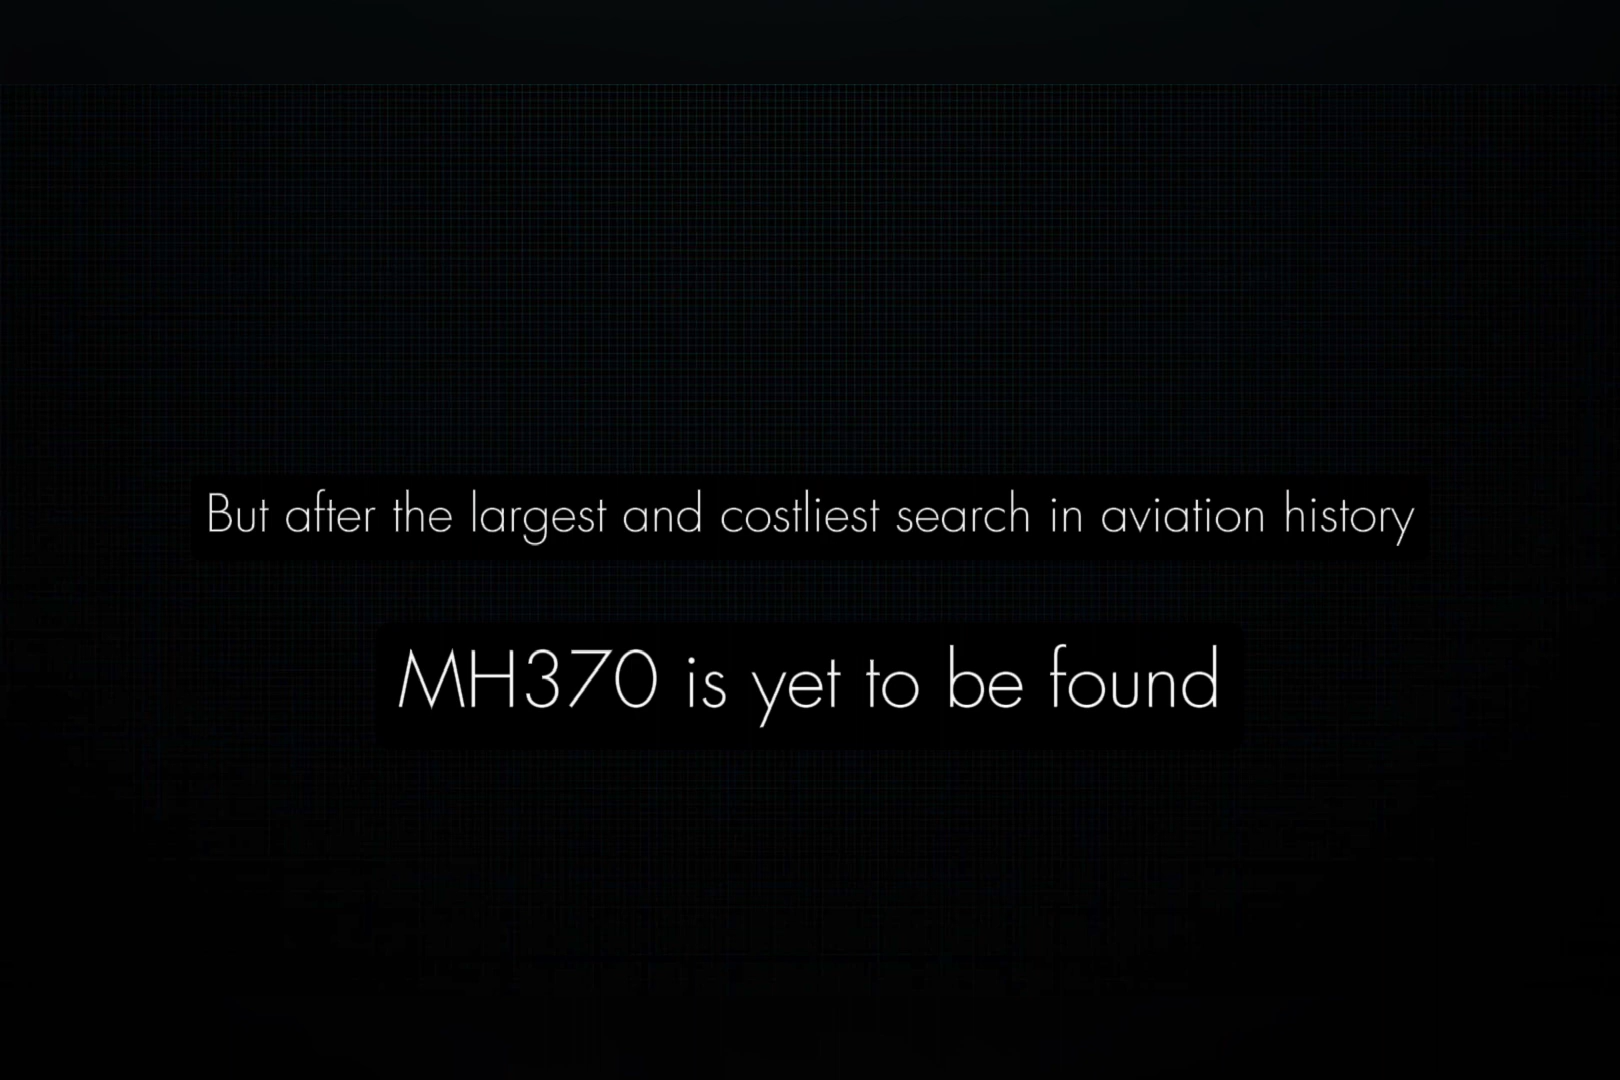 But after the largest and costliest search in aviation history
MH370 is yet to be found